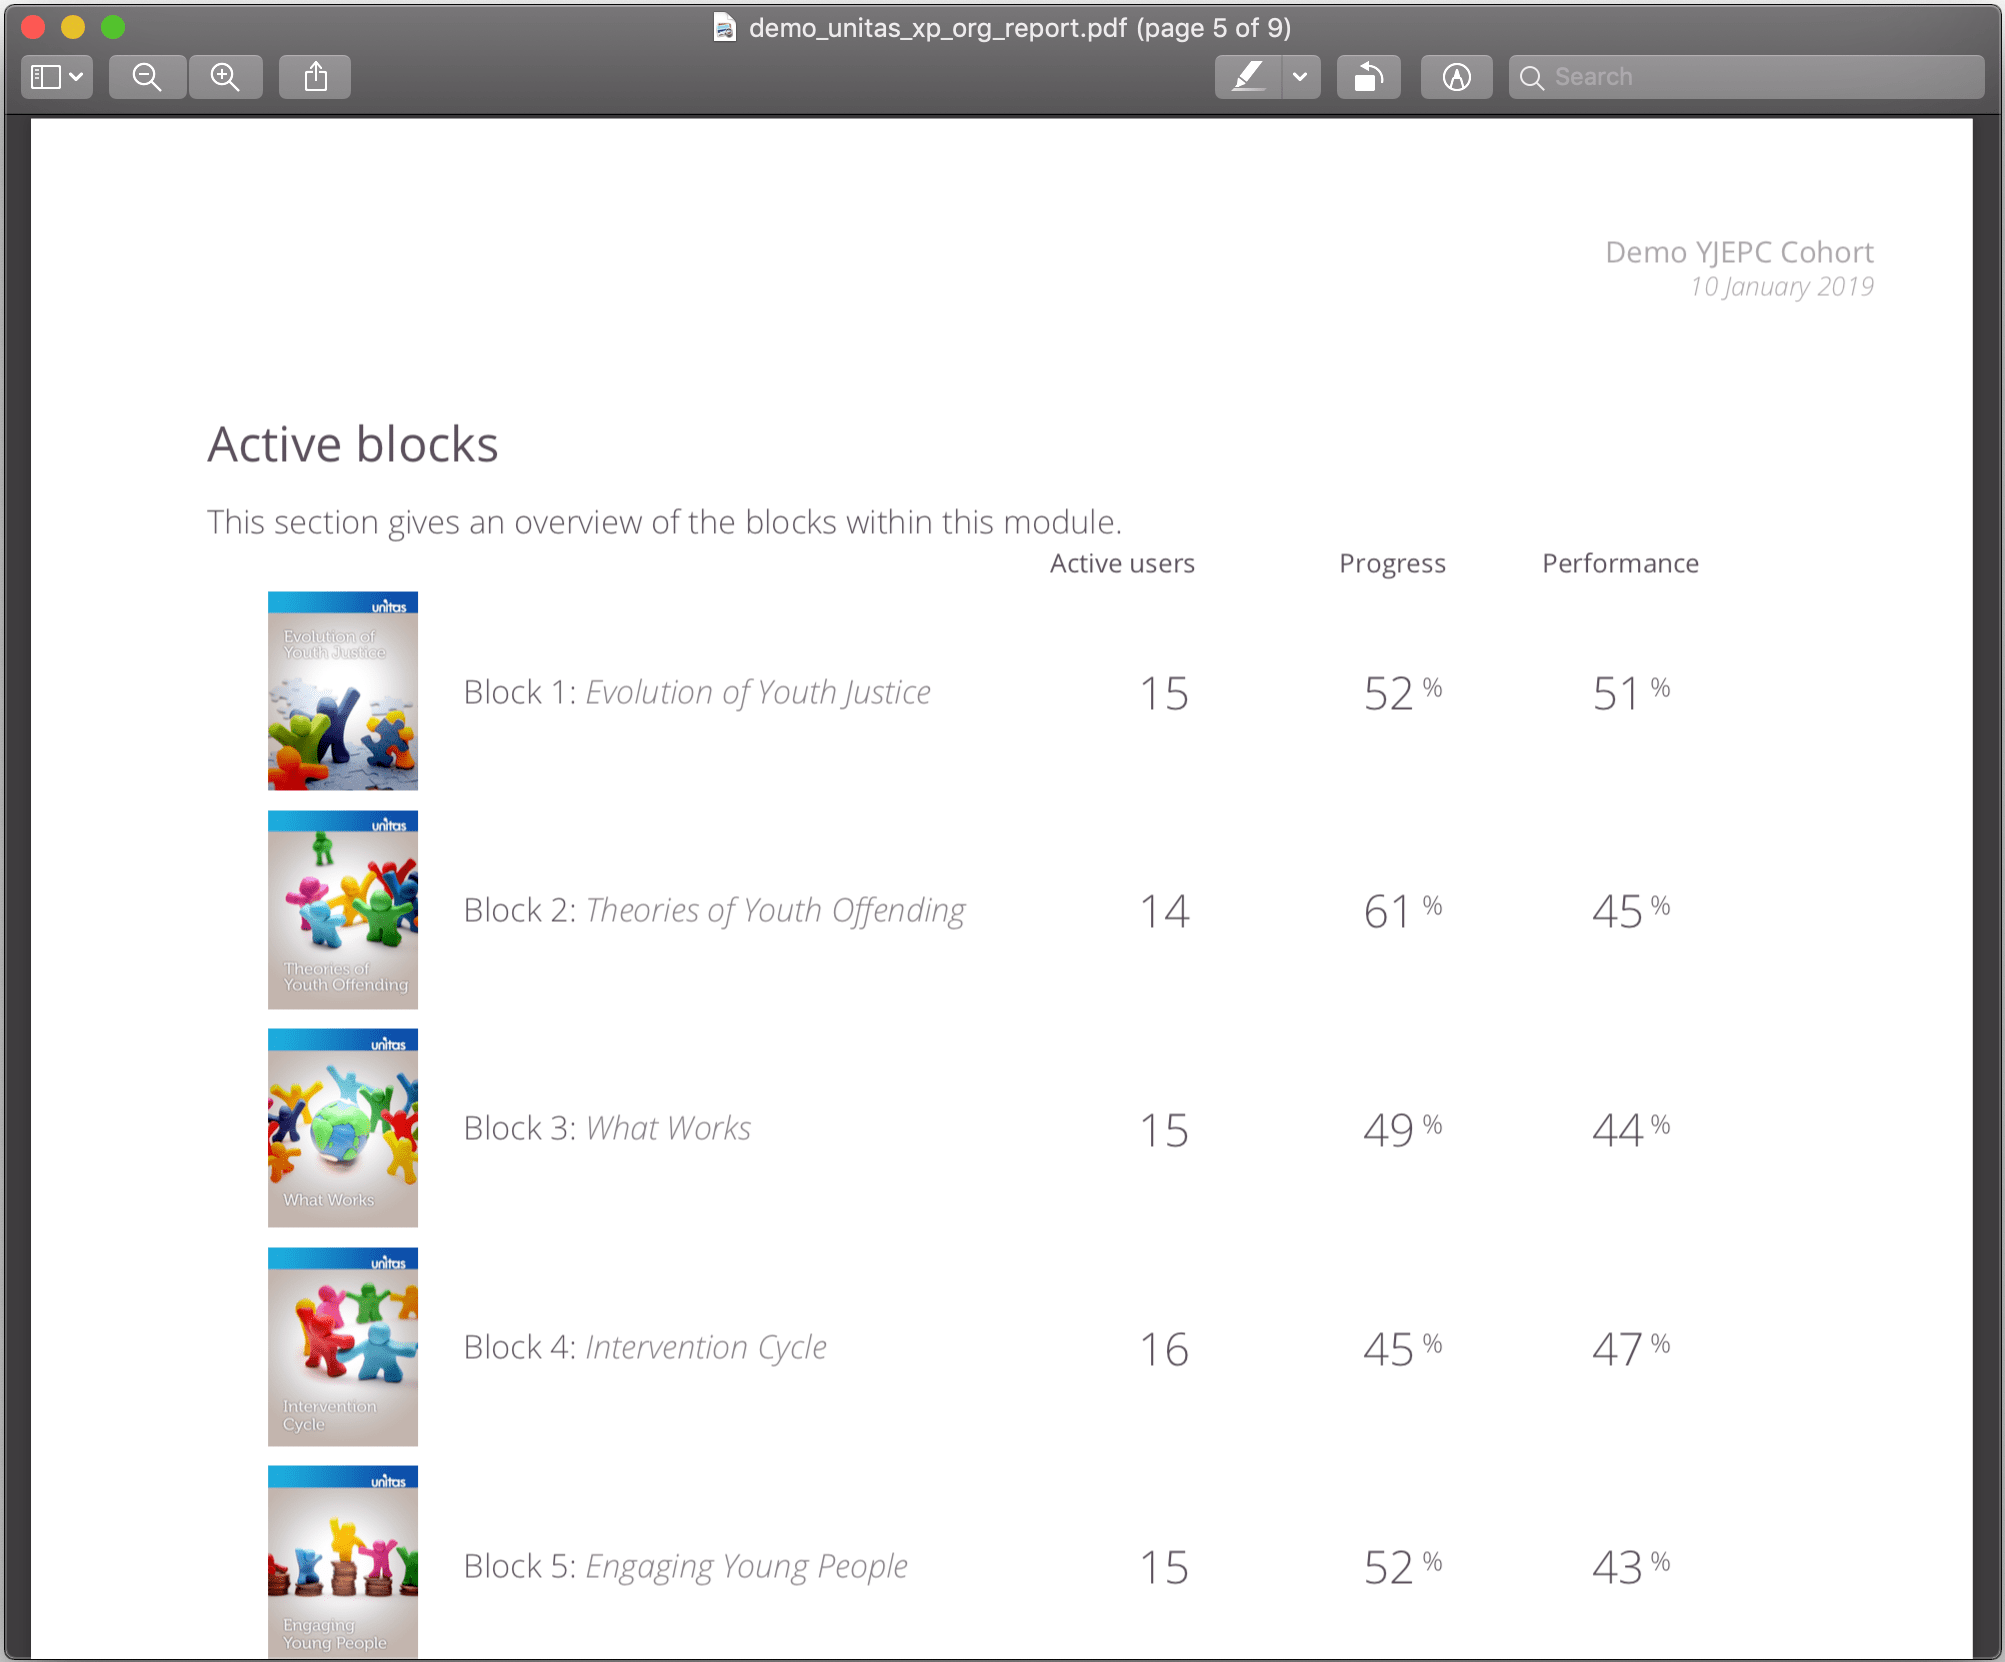 demo_unitas_xp_org_report.pdf (page 5 of 9)
Search
Demo YJEPC Cohort
10 January 2019
Active blocks
This section gives an overview of the blocks within this module.
Active users Progress Performance
unitas
Evolution of
Youth Justice
Block 1: Evolution of Youth Justice 15 52 % 51 %
unitas
Theories of
Youth Offending
Block 2: Theories of Youth Offending 14 61 % 45 %
unitas
What Works
Block 3: What Works 15 49 % 44 %
unitas
Intervention
Cycle
Block 4: Intervention Cycle 16 45 % 47 %
unitas
Engaging
Young People
Block 5: Engaging Young People 15 52 % 43 %